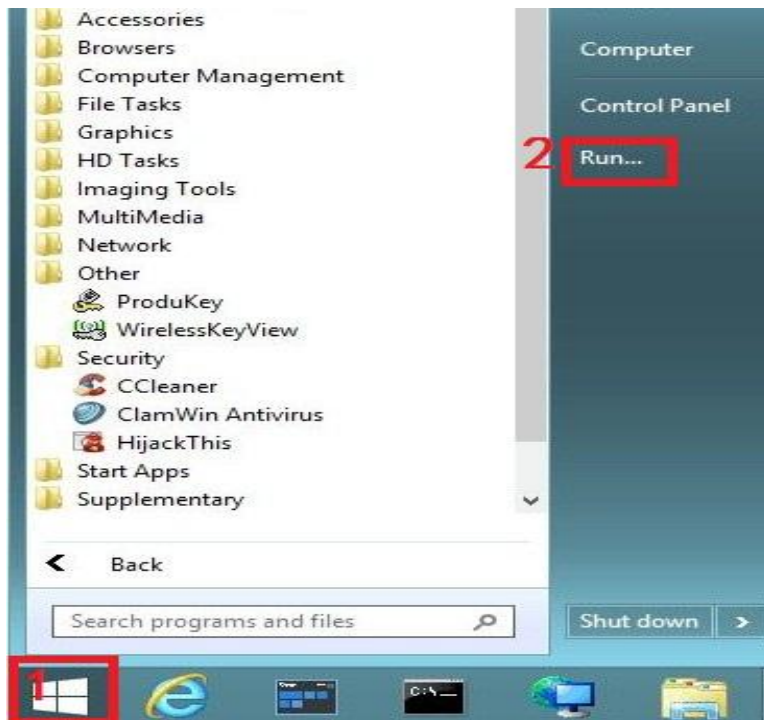 Accessories
Browsers
Computer Management
File Tasks
Graphics
HD Tasks
Imaging Tools
MultiMedia
Network
Other
ProduKey
WirelessKeyView
Security
CCleaner
ClamWin Antivirus
HijackThis
Start Apps
Supplementary
Back
Search programs and files
Computer
Control Panel
2 Run...
Shut down >
1
C:\_